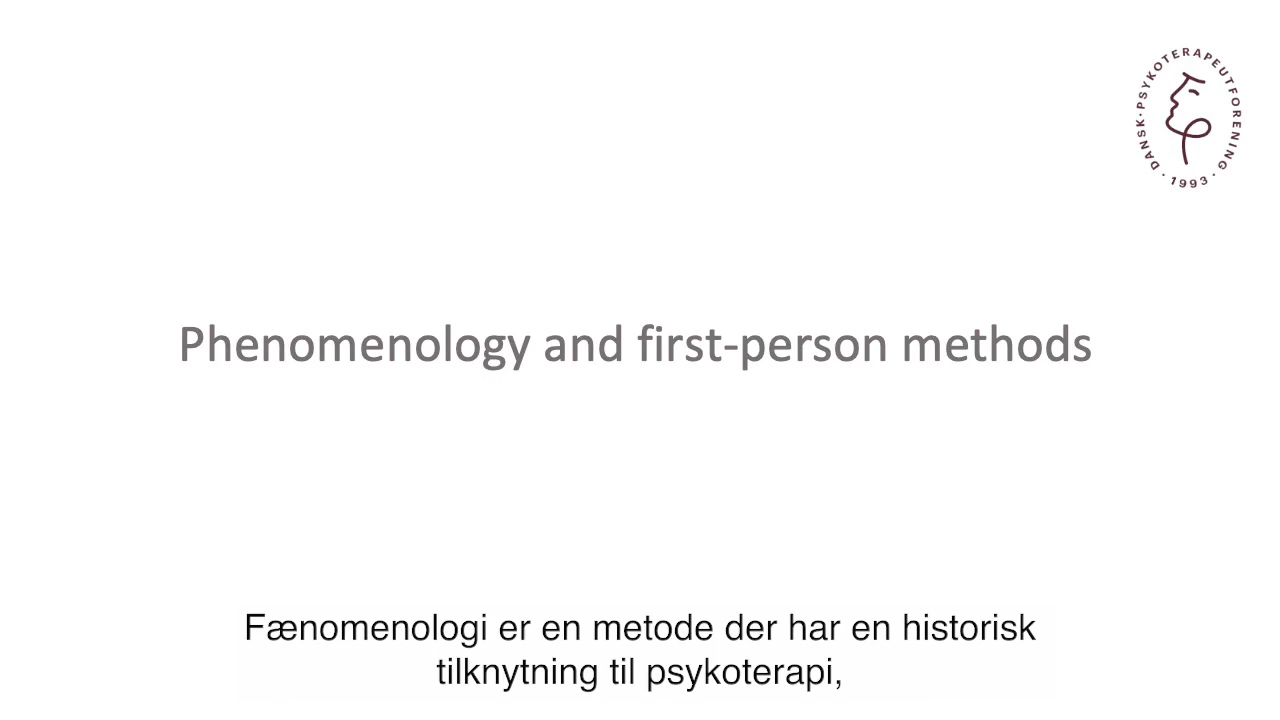 DANSK·PSYKOTERAPEUTFORENING · 1993 ·
Phenomenology and first-person methods
Fænomenologi er en metode der har en historisk
tilknytning til psykoterapi,